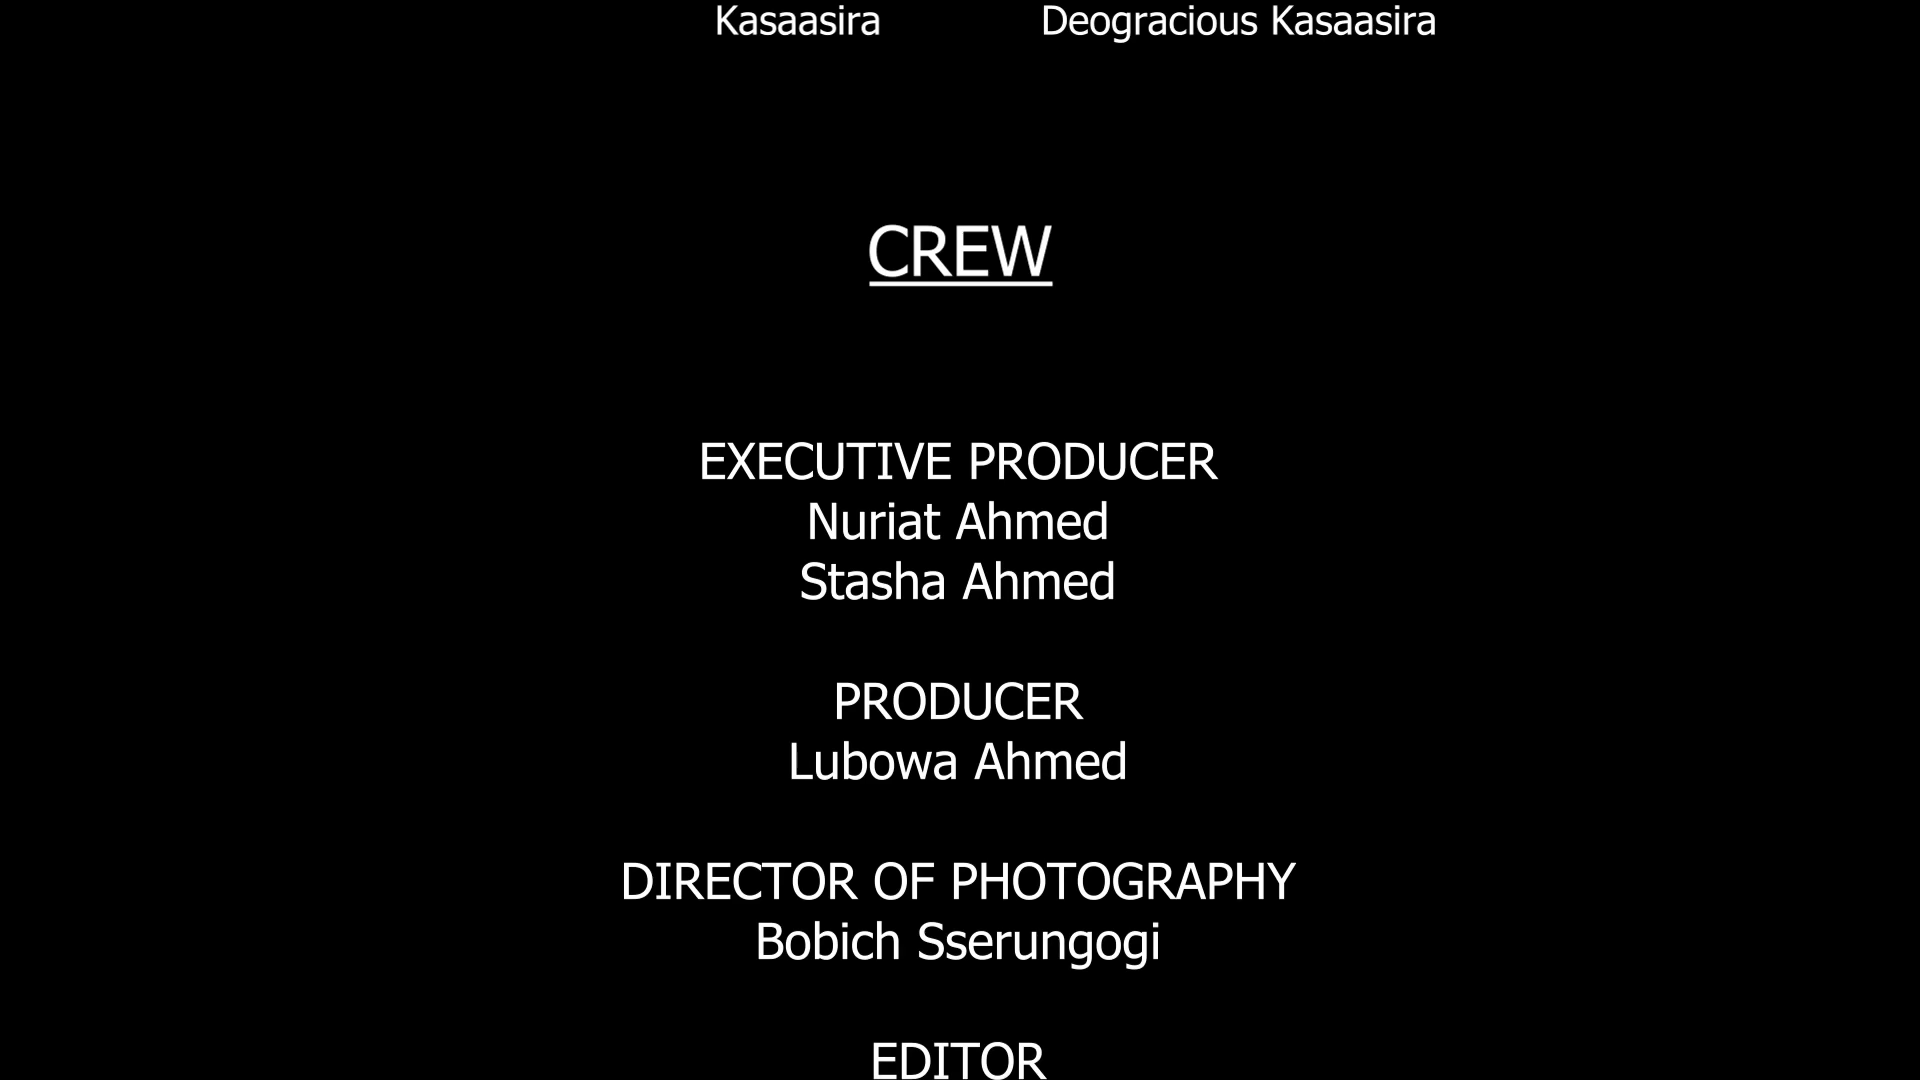 Kasaasira Deogracious Kasaasira
CREW
EXECUTIVE PRODUCER
Nuriat Ahmed
Stasha Ahmed
PRODUCER
Lubowa Ahmed
DIRECTOR OF PHOTOGRAPHY
Bobich Sserungogi
EDITOR